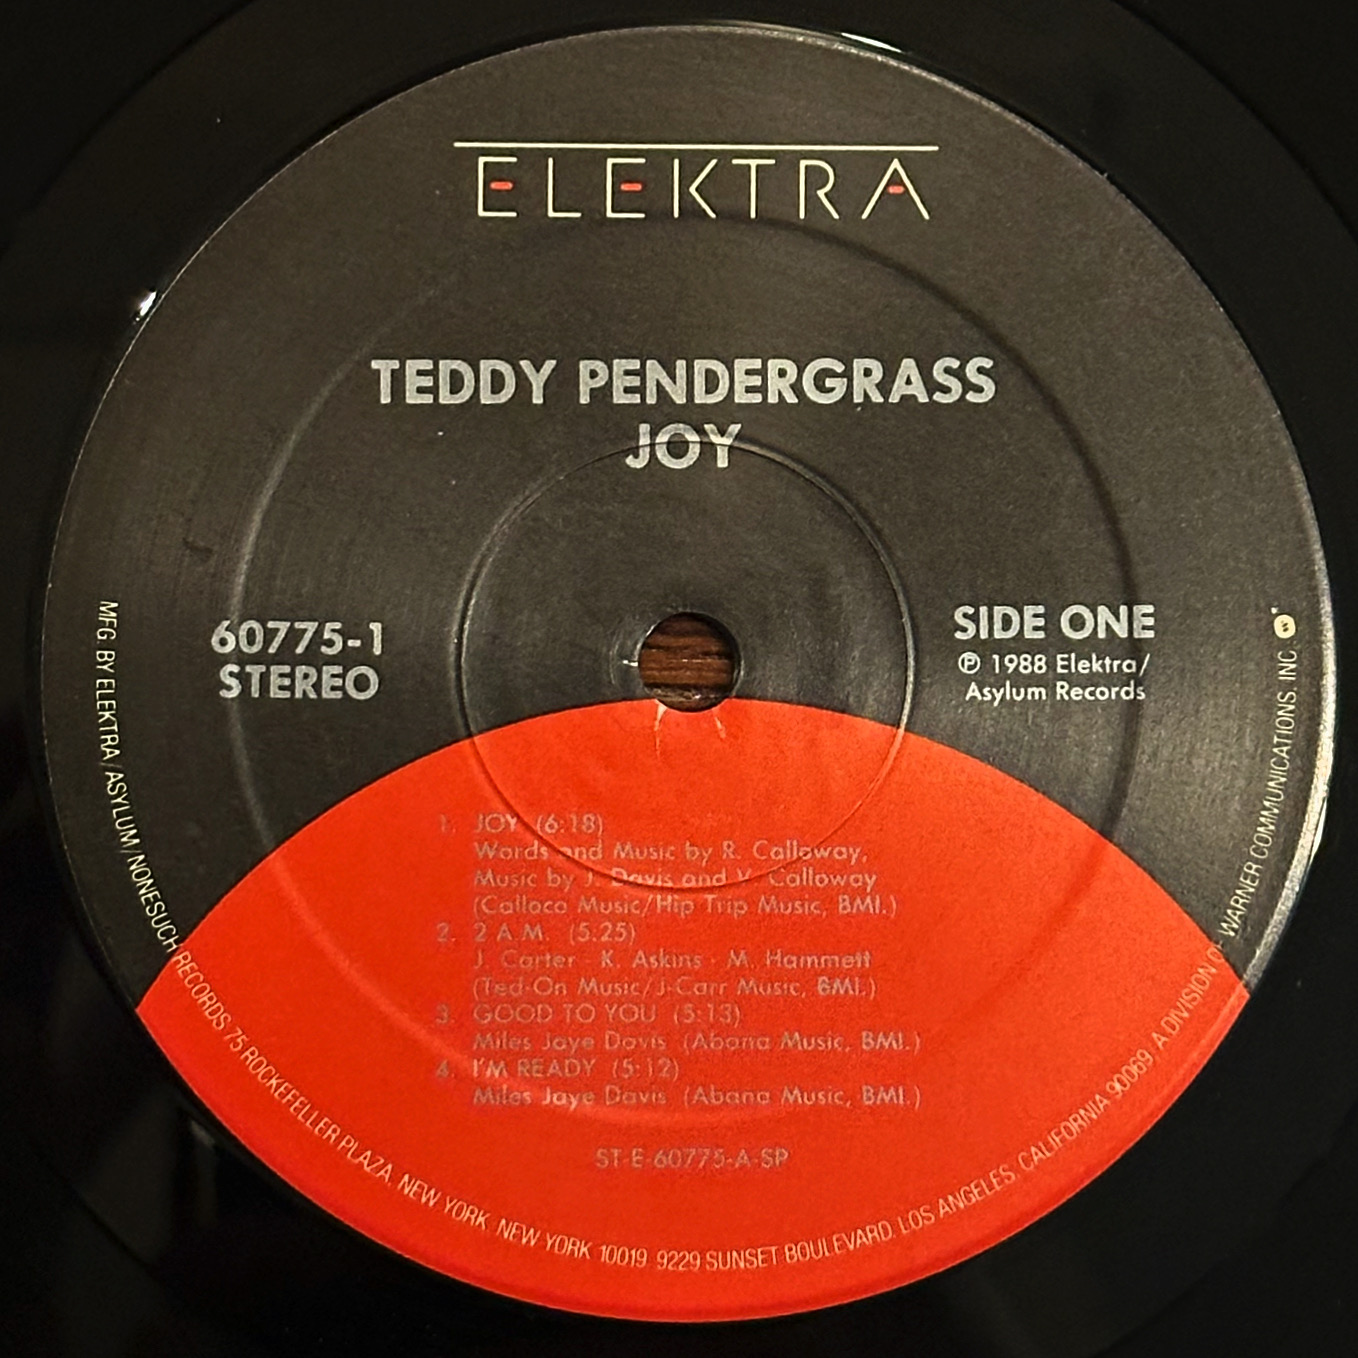 ELEKTRA
TEDDY PENDERGRASS
JOY
60775-1
STEREO
SIDE ONE
℗ 1988 Elektra/
Asylum Records
1. JOY (6:18)
Words and Music by R. Calloway,
Music by J. Davis and V. Calloway
(Calloco Music/Hip Trip Music, BMI.)
2. 2 A.M. (5.25)
J. Carter · K. Askins · M. Hammett
(Ted-On Music/J-Carr Music, BMI.)
3. GOOD TO YOU (5:13)
Miles Jaye Davis (Abana Music, BMI.)
4. I'M READY (5:12)
Miles Jaye Davis (Abana Music, BMI.)
ST-E-60775-A-SP
MFG. BY ELEKTRA/ASYLUM/NONESUCH RECORDS, 75 ROCKEFELLER PLAZA, NEW YORK, NEW YORK 10019. 9229 SUNSET BOULEVARD, LOS ANGELES, CALIFORNIA 90069. A DIVISION OF WARNER COMMUNICATIONS, INC.